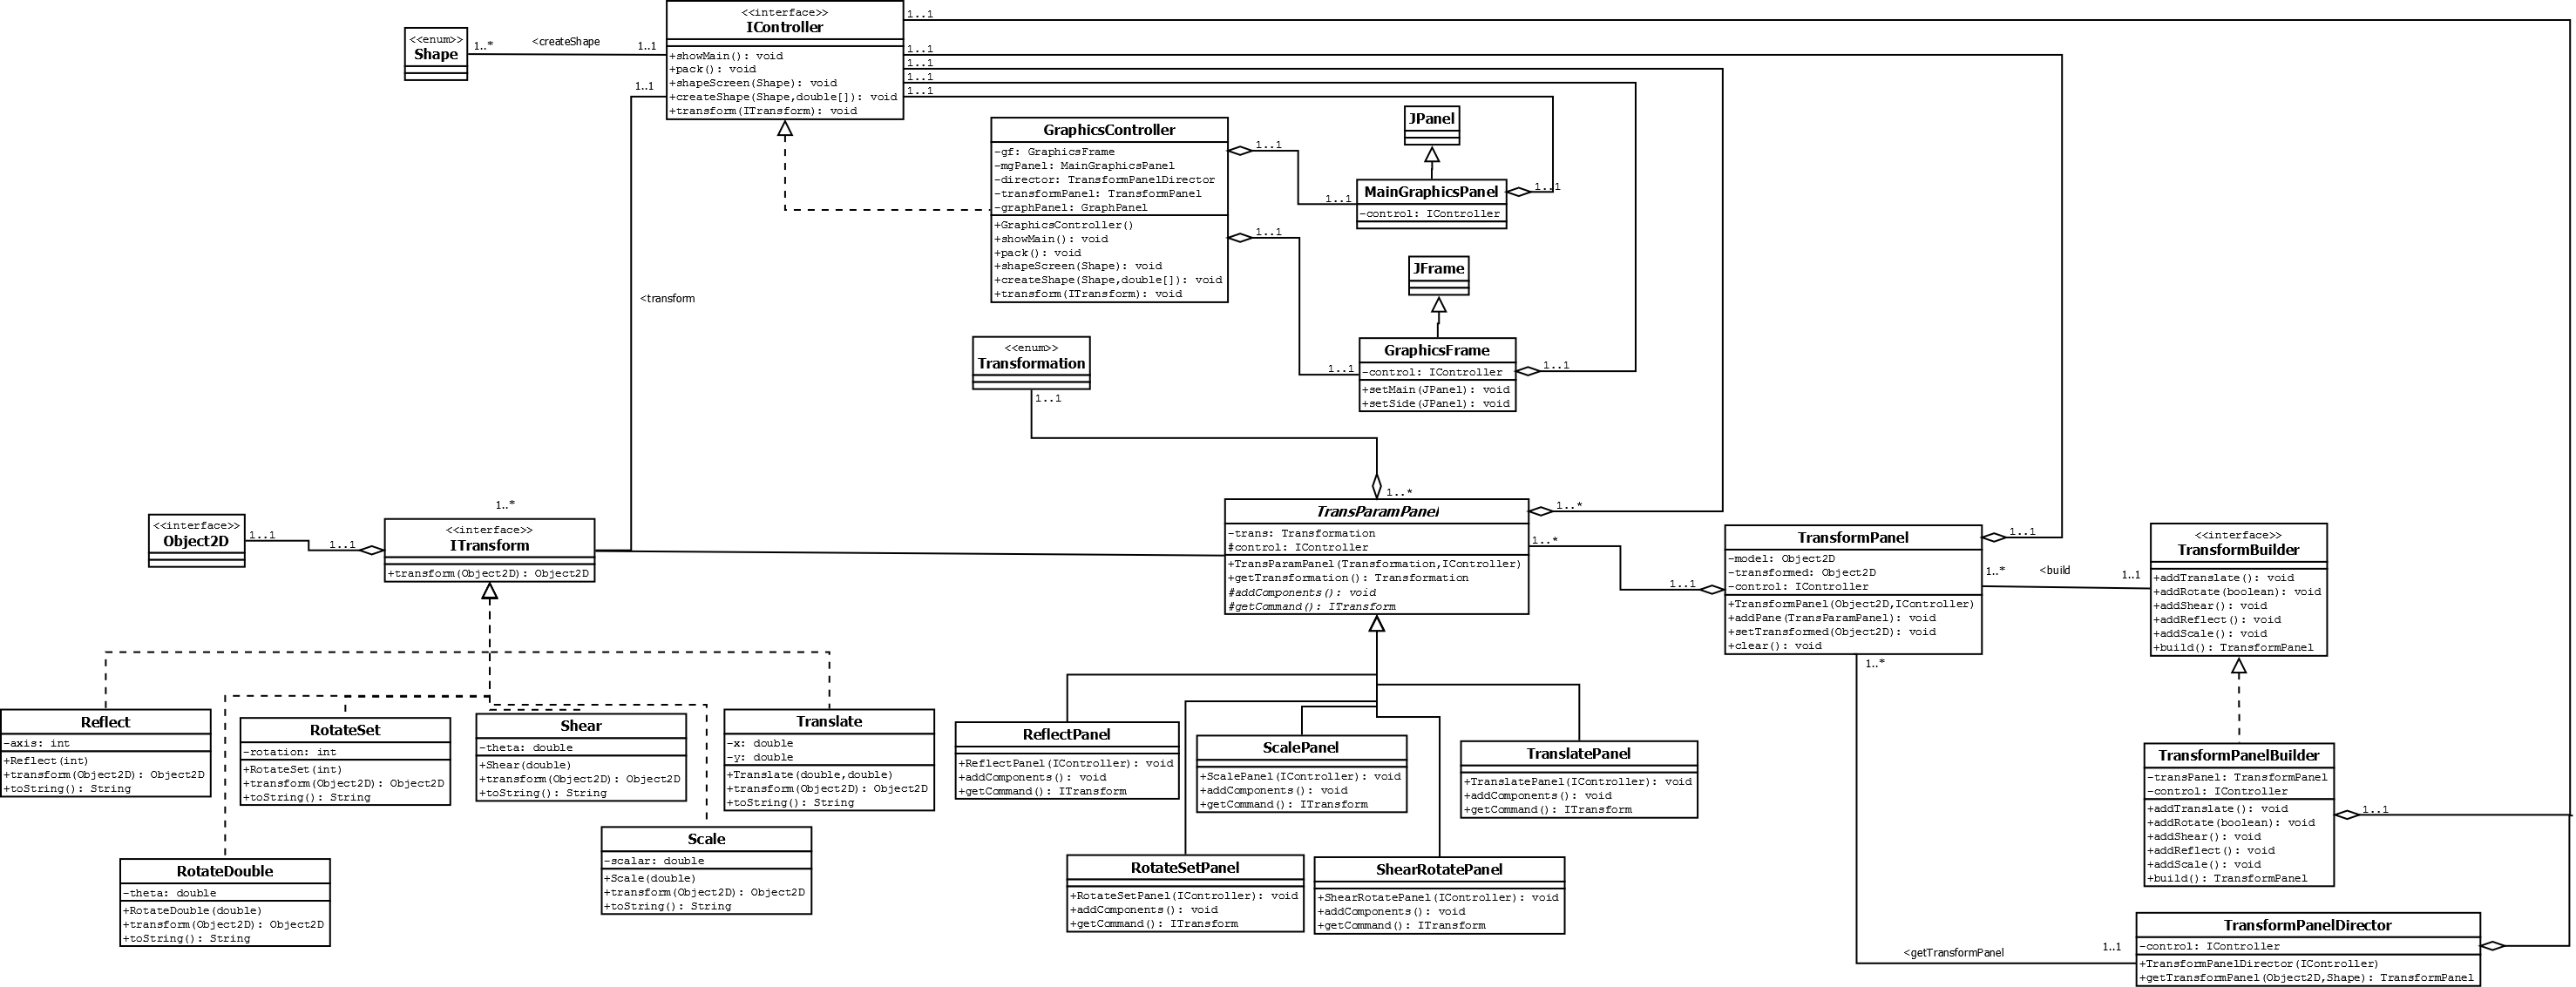 <<interface>>
IController
+showMain(): void
+pack(): void
+shapeScreen(Shape): void
+createShape(Shape,double[]): void
+transform(ITransform): void
1..1
1..1
1..1
1..1
1..1
<<enum>>
Shape
1..*
<createShape
1..1
1..1
<transform
GraphicsController
-gf: GraphicsFrame
-mgPanel: MainGraphicsPanel
-director: TransformPanelDirector
-transformPanel: TransformPanel
-graphPanel: GraphPanel
+GraphicsController()
+showMain(): void
+pack(): void
+shapeScreen(Shape): void
+createShape(Shape,double[]): void
+transform(ITransform): void
1..1
1..1
1..1
1..1
JPanel
MainGraphicsPanel
-control: IController
1..1
JFrame
GraphicsFrame
-control: IController
+setMain(JPanel): void
+setSide(JPanel): void
1..1
<<enum>>
Transformation
1..1
1..*
TransParamPanel
-trans: Transformation
#control: IController
+TransParamPanel(Transformation,IController)
+getTransformation(): Transformation
#addComponents(): void
#getCommand(): ITransform
1..*
1..*
1..1
TransformPanel
-model: Object2D
-transformed: Object2D
-control: IController
+TransformPanel(Object2D,IController)
+addPane(TransParamPanel): void
+setTransformed(Object2D): void
+clear(): void
1..1
1..*
<build
1..1
1..*
<<interface>>
TransformBuilder
+addTranslate(): void
+addRotate(boolean): void
+addShear(): void
+addReflect(): void
+addScale(): void
+build(): TransformPanel
<<interface>>
Object2D
1..1
1..1
1..*
<<interface>>
ITransform
+transform(Object2D): Object2D
Reflect
-axis: int
+Reflect(int)
+transform(Object2D): Object2D
+toString(): String
RotateSet
-rotation: int
+RotateSet(int)
+transform(Object2D): Object2D
+toString(): String
Shear
-theta: double
+Shear(double)
+transform(Object2D): Object2D
+toString(): String
Translate
-x: double
-y: double
+Translate(double,double)
+transform(Object2D): Object2D
+toString(): String
RotateDouble
-theta: double
+RotateDouble(double)
+transform(Object2D): Object2D
+toString(): String
Scale
-scalar: double
+Scale(double)
+transform(Object2D): Object2D
+toString(): String
ReflectPanel
+ReflectPanel(IController): void
+addComponents(): void
+getCommand(): ITransform
ScalePanel
+ScalePanel(IController): void
+addComponents(): void
+getCommand(): ITransform
TranslatePanel
+TranslatePanel(IController): void
+addComponents(): void
+getCommand(): ITransform
RotateSetPanel
+RotateSetPanel(IController): void
+addComponents(): void
+getCommand(): ITransform
ShearRotatePanel
+ShearRotatePanel(IController): void
+addComponents(): void
+getCommand(): ITransform
TransformPanelBuilder
-transPanel: TransformPanel
-control: IController
+addTranslate(): void
+addRotate(boolean): void
+addShear(): void
+addReflect(): void
+addScale(): void
+build(): TransformPanel
1..1
<getTransformPanel
1..1
TransformPanelDirector
-control: IController
+TransformPanelDirector(IController)
+getTransformPanel(Object2D,Shape): TransformPanel